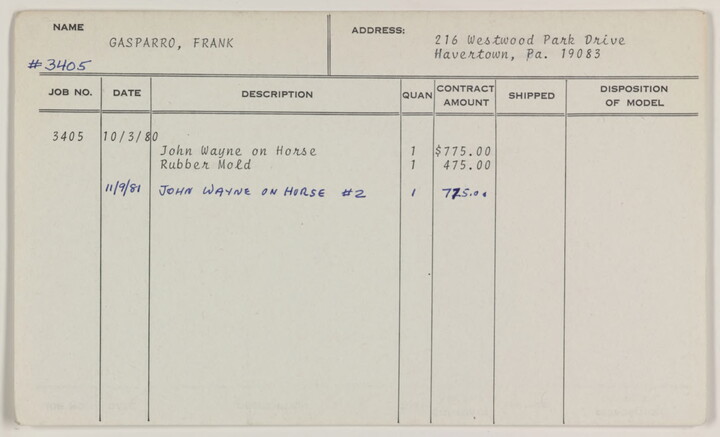 NAME
ADDRESS:
GASPARRO, FRANK
216 Westwood Park Drive
Havertown, Pa. 19083
#3405
JOB NO. DATE DESCRIPTION QUAN CONTRACT AMOUNT SHIPPED DISPOSITION OF MODEL
3405 10/3/80
John Wayne on Horse 1 $775.00
Rubber Mold 1 475.00
11/9/81 JOHN WAYNE ON HORSE #2 1 775.00